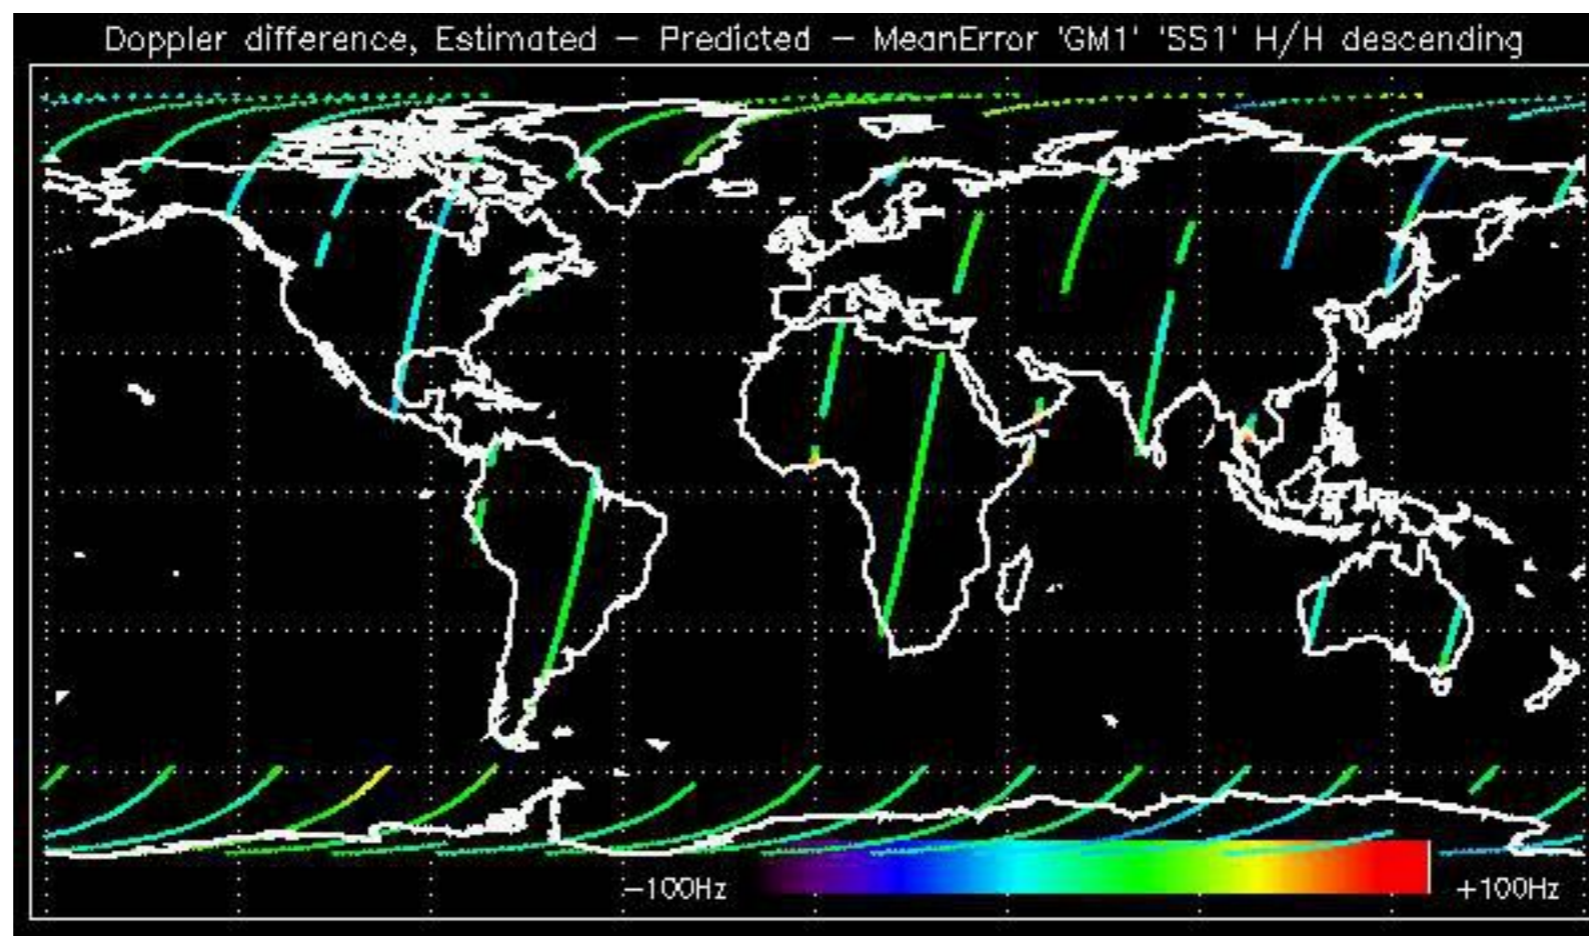 Doppler difference, Estimated – Predicted – MeanError 'GM1' 'SS1' H/H descending
–100Hz +100Hz